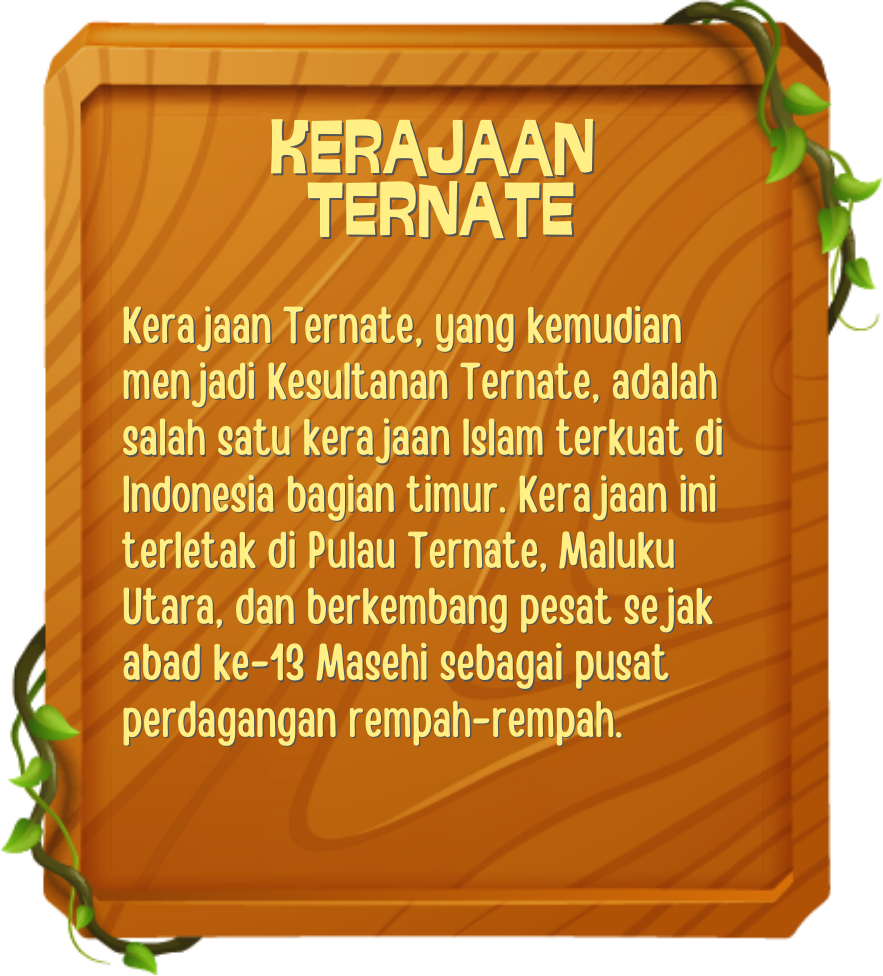 KERAJAAN
TERNATE
Kerajaan Ternate, yang kemudian
menjadi Kesultanan Ternate, adalah
salah satu kerajaan Islam terkuat di
Indonesia bagian timur. Kerajaan ini
terletak di Pulau Ternate, Maluku
Utara, dan berkembang pesat sejak
abad ke-13 Masehi sebagai pusat
perdagangan rempah-rempah.